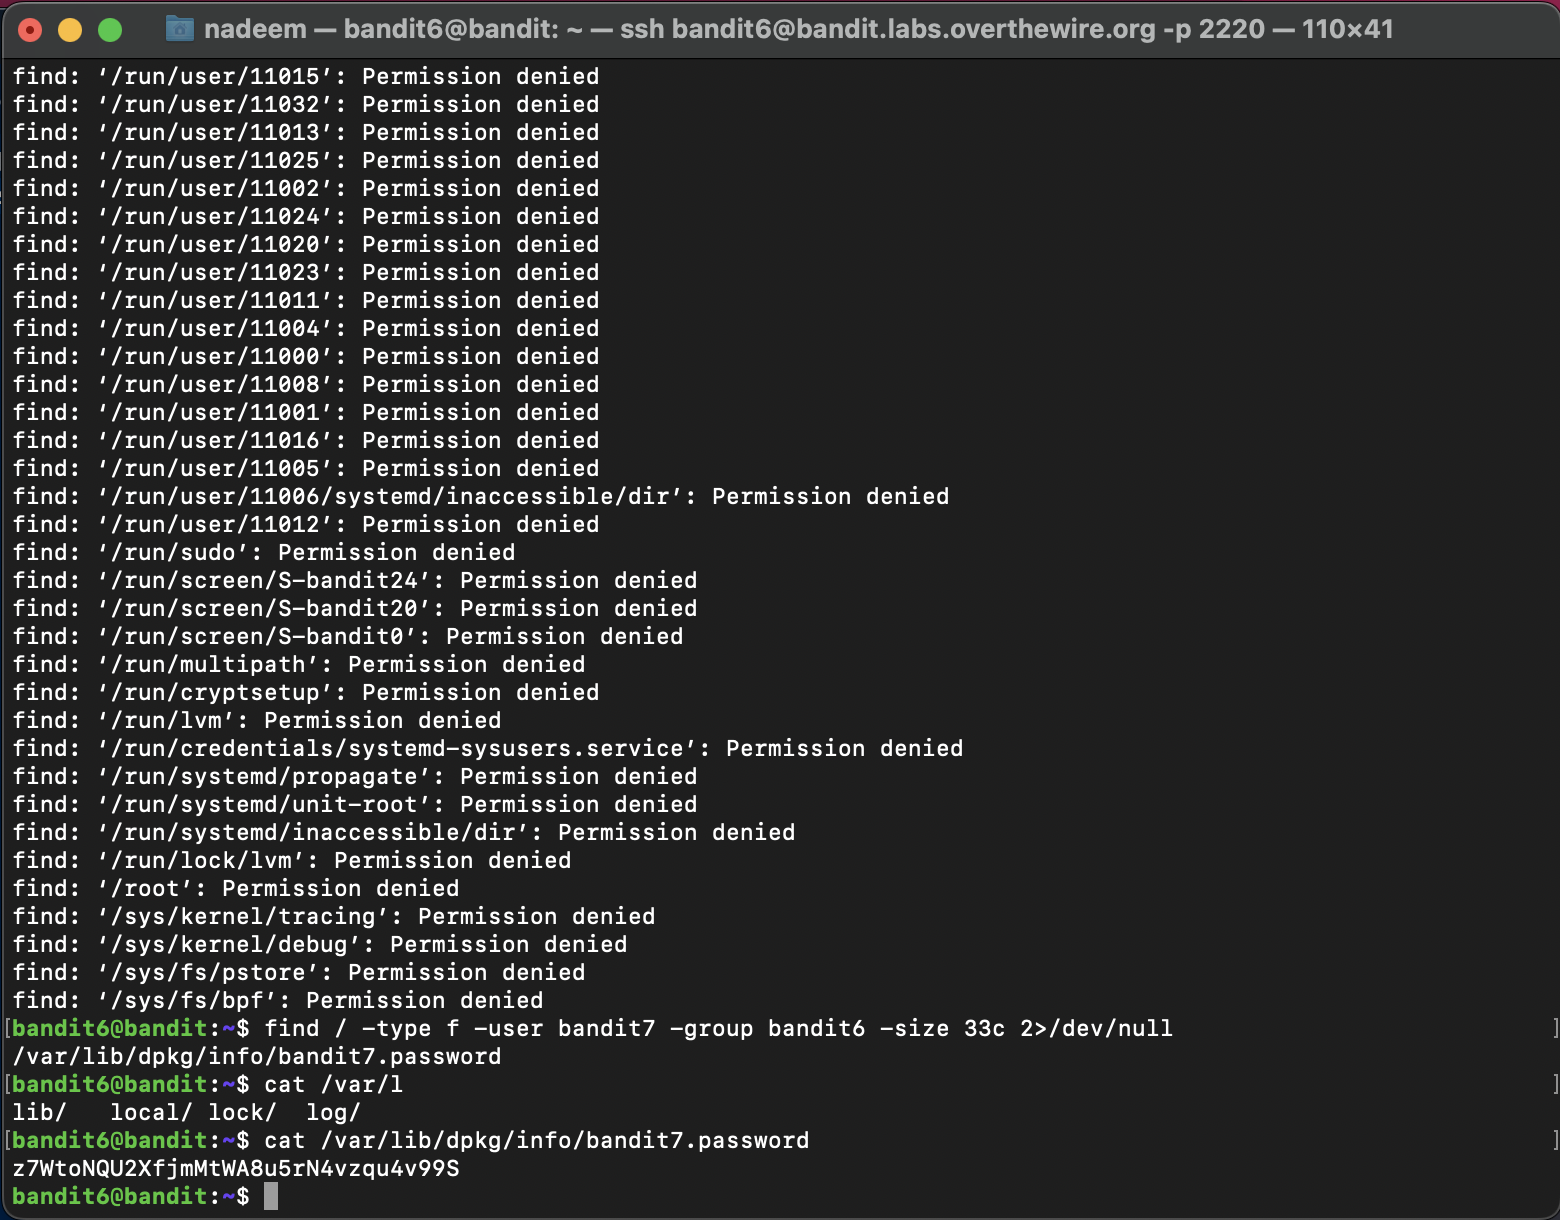 nadeem — bandit6@bandit: ~ — ssh bandit6@bandit.labs.overthewire.org -p 2220 — 110×41
find: ‘/run/user/11015’: Permission denied
find: ‘/run/user/11032’: Permission denied
find: ‘/run/user/11013’: Permission denied
find: ‘/run/user/11025’: Permission denied
find: ‘/run/user/11002’: Permission denied
find: ‘/run/user/11024’: Permission denied
find: ‘/run/user/11020’: Permission denied
find: ‘/run/user/11023’: Permission denied
find: ‘/run/user/11011’: Permission denied
find: ‘/run/user/11004’: Permission denied
find: ‘/run/user/11000’: Permission denied
find: ‘/run/user/11008’: Permission denied
find: ‘/run/user/11001’: Permission denied
find: ‘/run/user/11016’: Permission denied
find: ‘/run/user/11005’: Permission denied
find: ‘/run/user/11006/systemd/inaccessible/dir’: Permission denied
find: ‘/run/user/11012’: Permission denied
find: ‘/run/sudo’: Permission denied
find: ‘/run/screen/S-bandit24’: Permission denied
find: ‘/run/screen/S-bandit20’: Permission denied
find: ‘/run/screen/S-bandit0’: Permission denied
find: ‘/run/multipath’: Permission denied
find: ‘/run/cryptsetup’: Permission denied
find: ‘/run/lvm’: Permission denied
find: ‘/run/credentials/systemd-sysusers.service’: Permission denied
find: ‘/run/systemd/propagate’: Permission denied
find: ‘/run/systemd/unit-root’: Permission denied
find: ‘/run/systemd/inaccessible/dir’: Permission denied
find: ‘/run/lock/lvm’: Permission denied
find: ‘/root’: Permission denied
find: ‘/sys/kernel/tracing’: Permission denied
find: ‘/sys/kernel/debug’: Permission denied
find: ‘/sys/fs/pstore’: Permission denied
find: ‘/sys/fs/bpf’: Permission denied
[bandit6@bandit:~$ find / -type f -user bandit7 -group bandit6 -size 33c 2>/dev/null ]
/var/lib/dpkg/info/bandit7.password
[bandit6@bandit:~$ cat /var/l ]
lib/   local/ lock/  log/
[bandit6@bandit:~$ cat /var/lib/dpkg/info/bandit7.password ]
z7WtoNQU2XfjmMtWA8u5rN4vzqu4v99S
bandit6@bandit:~$